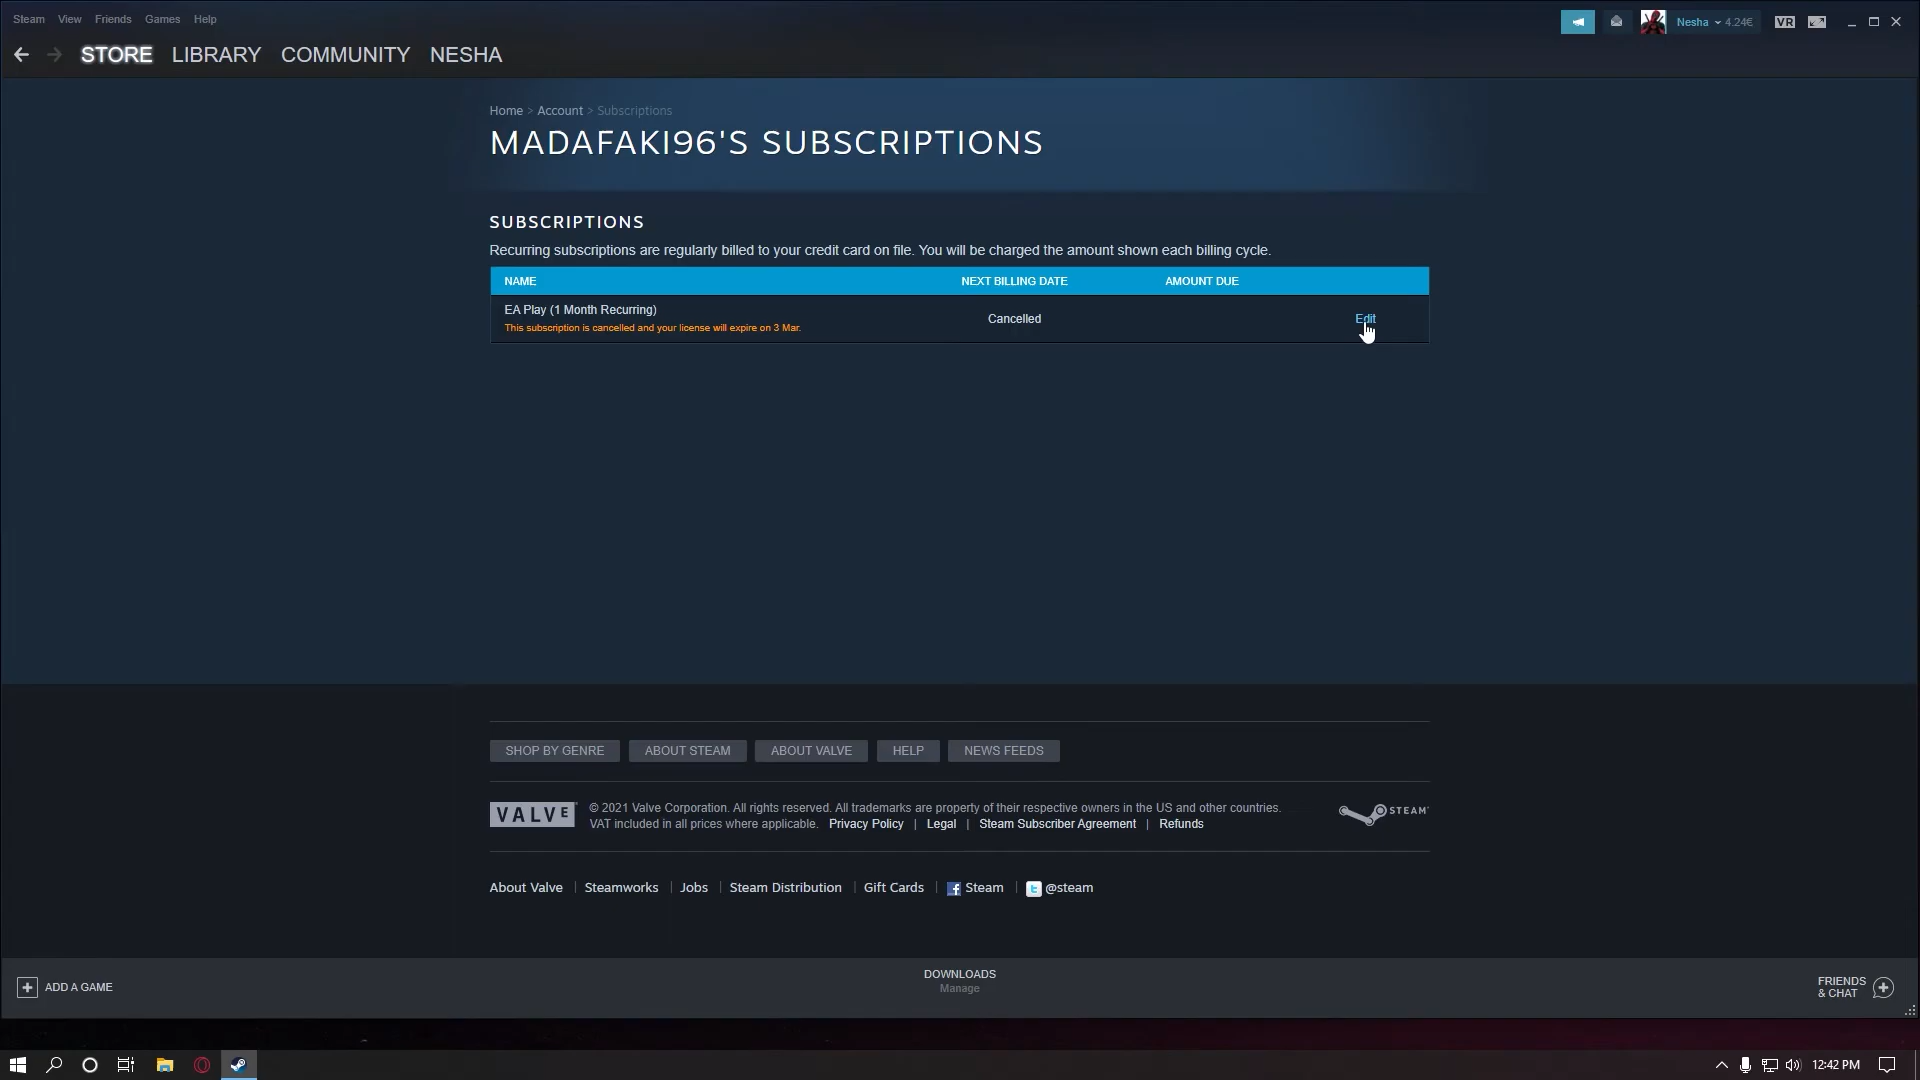 Steam View Friends Games Help
Nesha 4.24€ VR
STORE LIBRARY COMMUNITY NESHA
Home > Account > Subscriptions
MADAFAKI96'S SUBSCRIPTIONS
SUBSCRIPTIONS
Recurring subscriptions are regularly billed to your credit card on file. You will be charged the amount shown each billing cycle.
NAME NEXT BILLING DATE AMOUNT DUE
EA Play (1 Month Recurring)
This subscription is cancelled and your license will expire on 3 Mar.
Cancelled
Edit
SHOP BY GENRE ABOUT STEAM ABOUT VALVE HELP NEWS FEEDS
VALVE
© 2021 Valve Corporation. All rights reserved. All trademarks are property of their respective owners in the US and other countries.
VAT included in all prices where applicable. Privacy Policy | Legal | Steam Subscriber Agreement | Refunds
STEAM
About Valve | Steamworks | Jobs | Steam Distribution | Gift Cards | Steam | @steam
ADD A GAME
DOWNLOADS
Manage
FRIENDS
& CHAT
12:42 PM